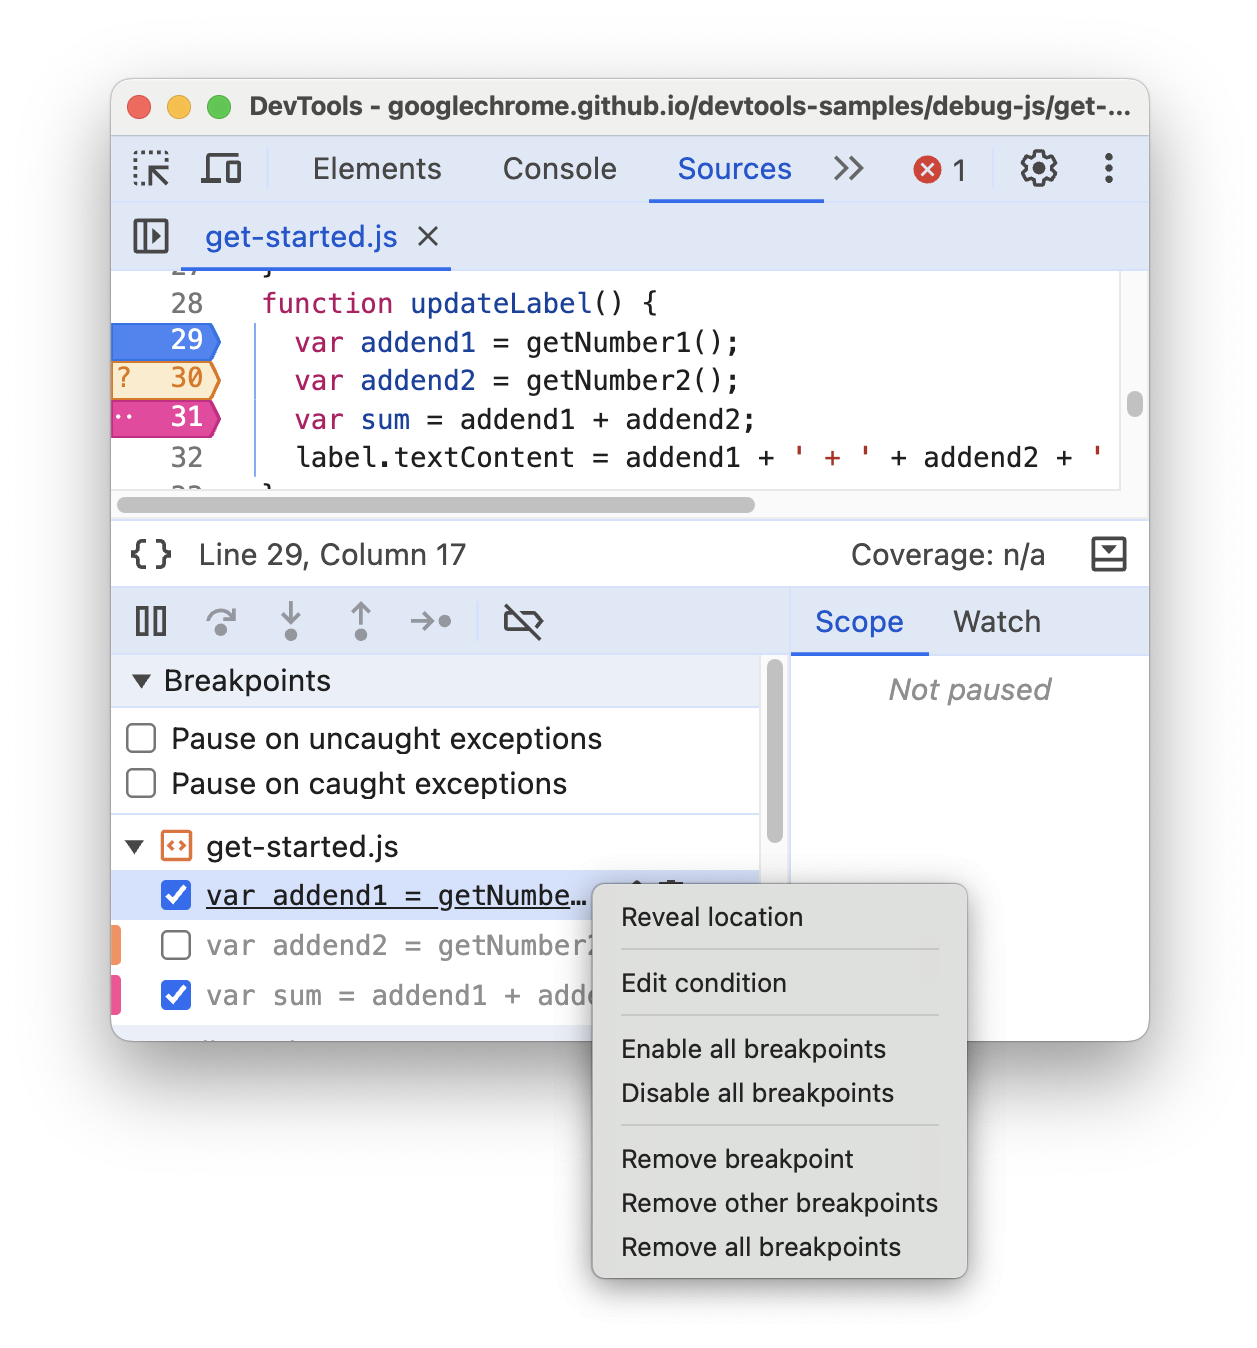 DevTools - googlechrome.github.io/devtools-samples/debug-js/get-...
Elements Console Sources 1
get-started.js
28 function updateLabel() {
29 var addend1 = getNumber1();
? 30 var addend2 = getNumber2();
31 var sum = addend1 + addend2;
32 label.textContent = addend1 + ' + ' + addend2 + '
{} Line 29, Column 17 Coverage: n/a
Scope Watch
Breakpoints
Not paused
Pause on uncaught exceptions
Pause on caught exceptions
get-started.js
var addend1 = getNumbe…
var addend2 = getNumber
var sum = addend1 + add
Reveal location
Edit condition
Enable all breakpoints
Disable all breakpoints
Remove breakpoint
Remove other breakpoints
Remove all breakpoints